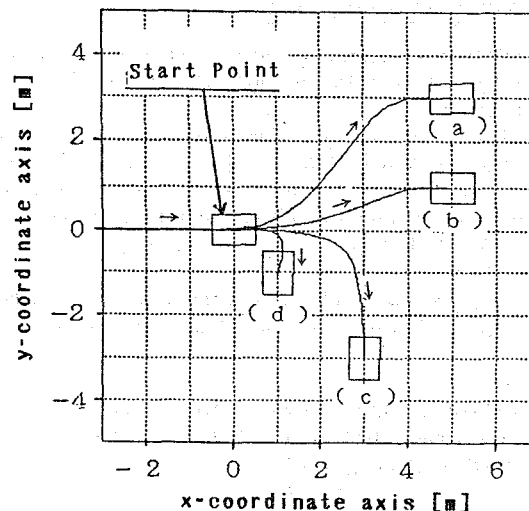 4
Start Point
2
( a )
( b )
0
( d )
-2
( c )
-4
-2 0 2 4 6
x-coordinate axis [m]
y-coordinate axis [m]